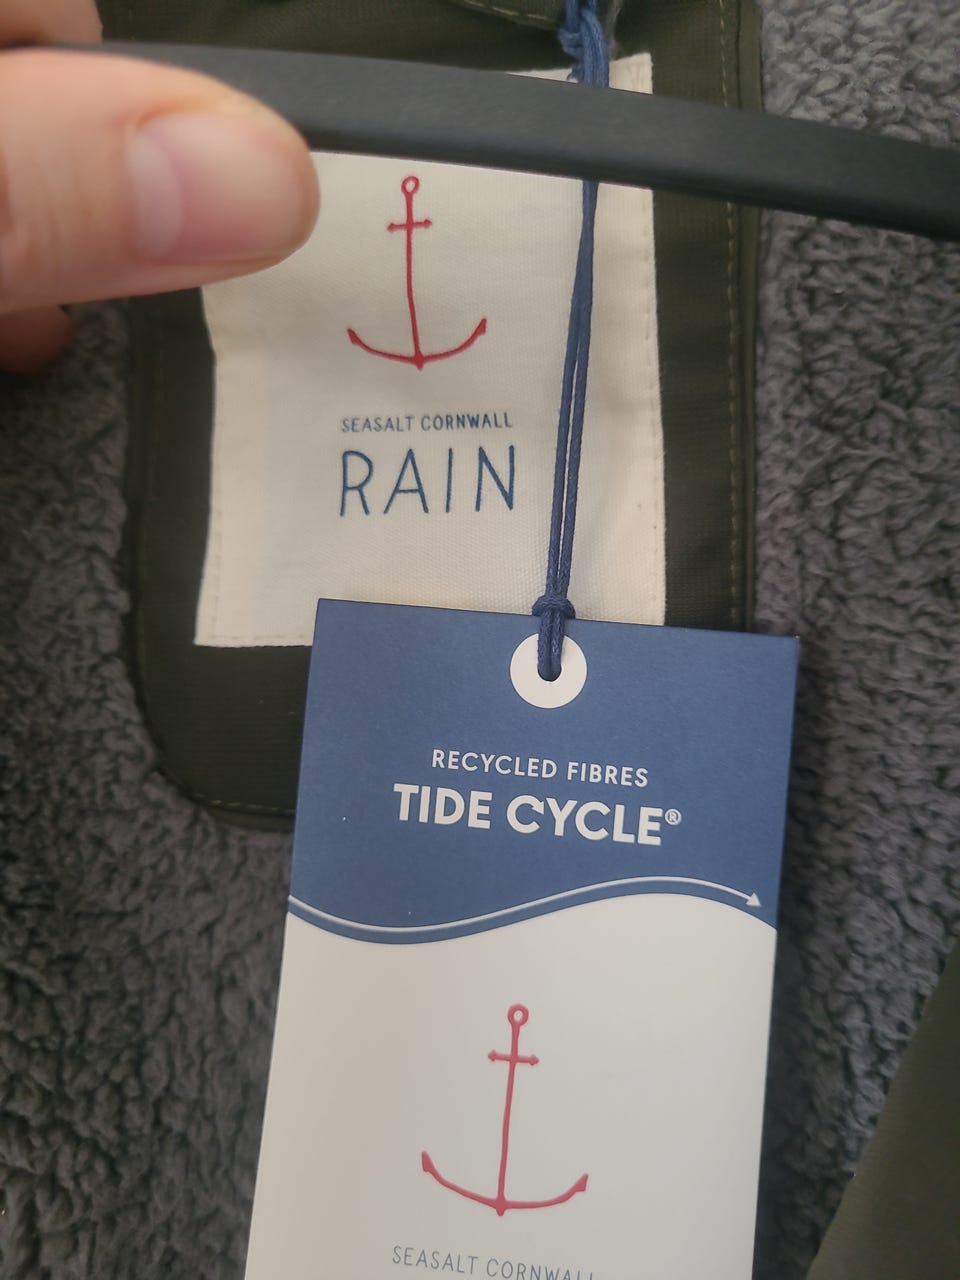 SEASALT CORNWALL
RAIN
RECYCLED FIBRES
TIDE CYCLE®
SEASALT CORNWALL